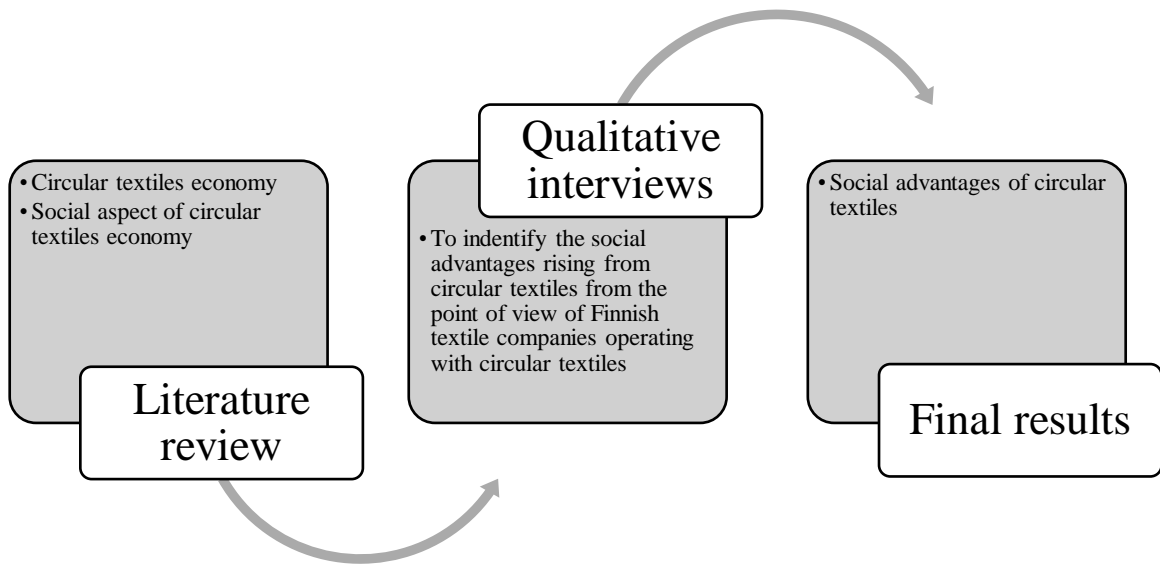 • Circular textiles economy
• Social aspect of circular
textiles economy
Literature
review
Qualitative
interviews
• To indentify the social
advantages rising from
circular textiles from the
point of view of Finnish
textile companies operating
with circular textiles
• Social advantages of circular
textiles
Final results